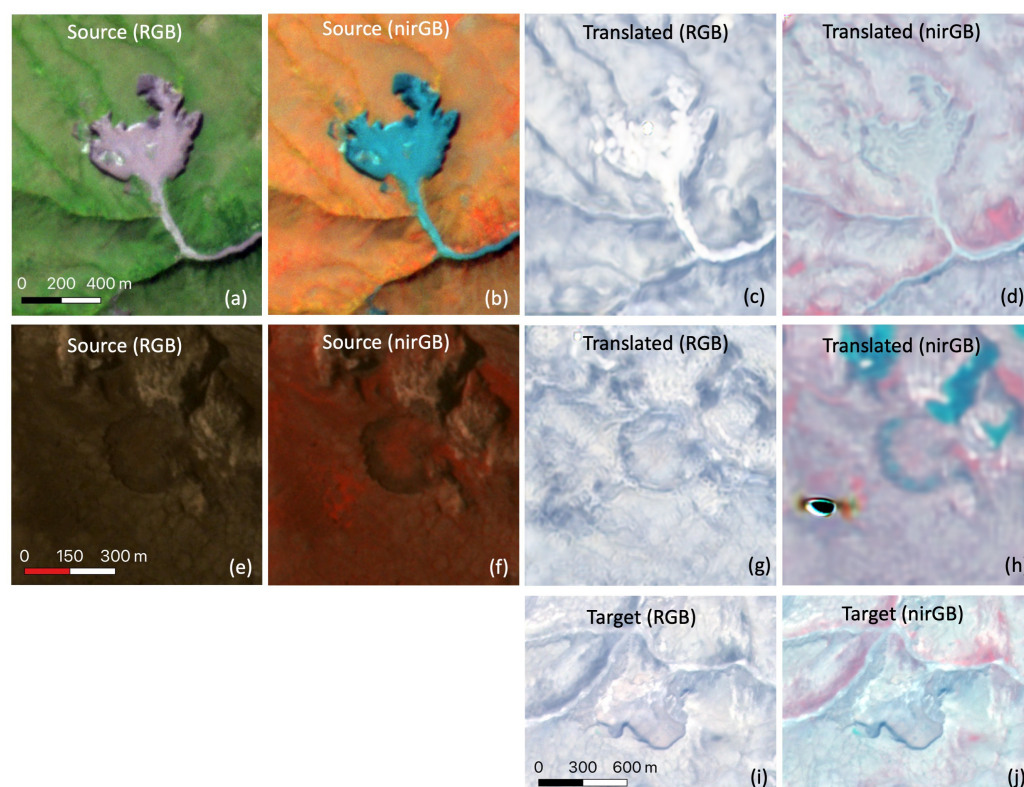 Source (RGB)
Source (nirGB)
Translated (RGB)
Translated (nirGB)
0 200 400 m
(a)
(b)
(c)
(d)
Source (RGB)
Source (nirGB)
Translated (RGB)
Translated (nirGB)
0 150 300 m
(e)
(f)
(g)
(h)
Target (RGB)
Target (nirGB)
0 300 600 m
(i)
(j)